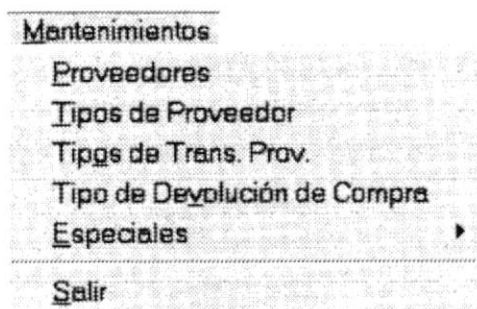 Mantenimientos
Proveedores
Tipos de Proveedor
Tipos de Trans. Prov.
Tipo de Devolución de Compra
Especiales
Salir